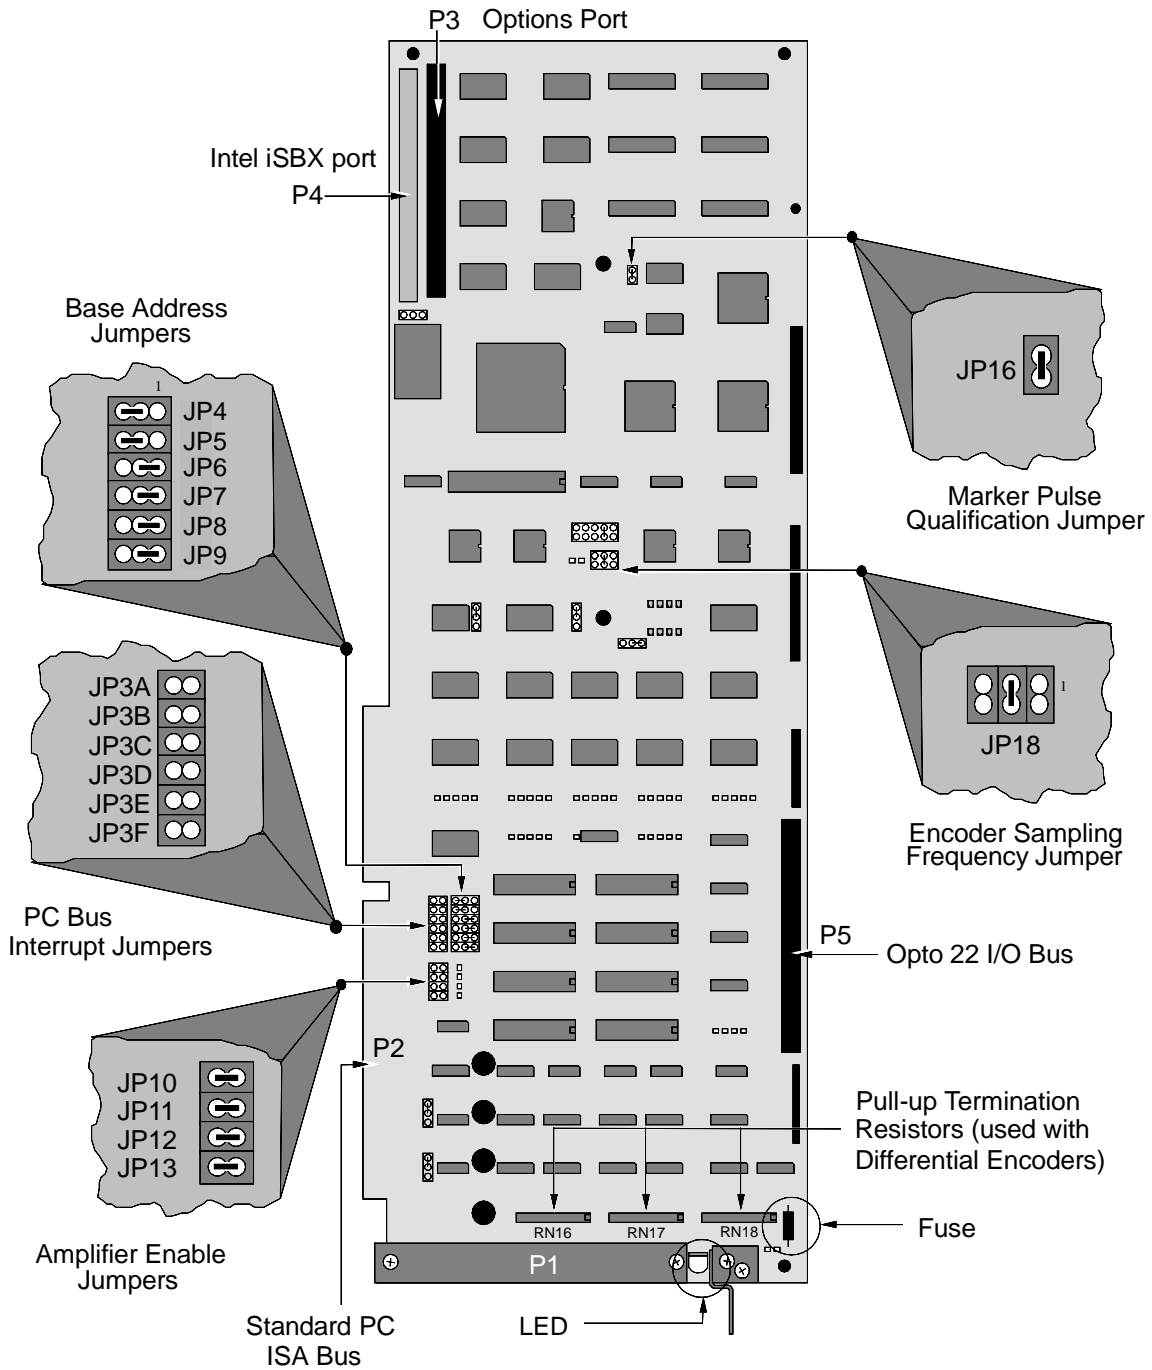 P3 Options Port
Intel iSBX port
P4
Base Address
Jumpers
1
JP4
JP5
JP6
JP7
JP8
JP9
JP16
Marker Pulse
Qualification Jumper
1
JP18
Encoder Sampling
Frequency Jumper
JP3A
JP3B
JP3C
JP3D
JP3E
JP3F
PC Bus
Interrupt Jumpers
P5
Opto 22 I/O Bus
JP10
JP11
JP12
JP13
Amplifier Enable
Jumpers
P2
Pull-up Termination
Resistors (used with
Differential Encoders)
RN16
RN17
RN18
Fuse
P1
Standard PC
ISA Bus
LED